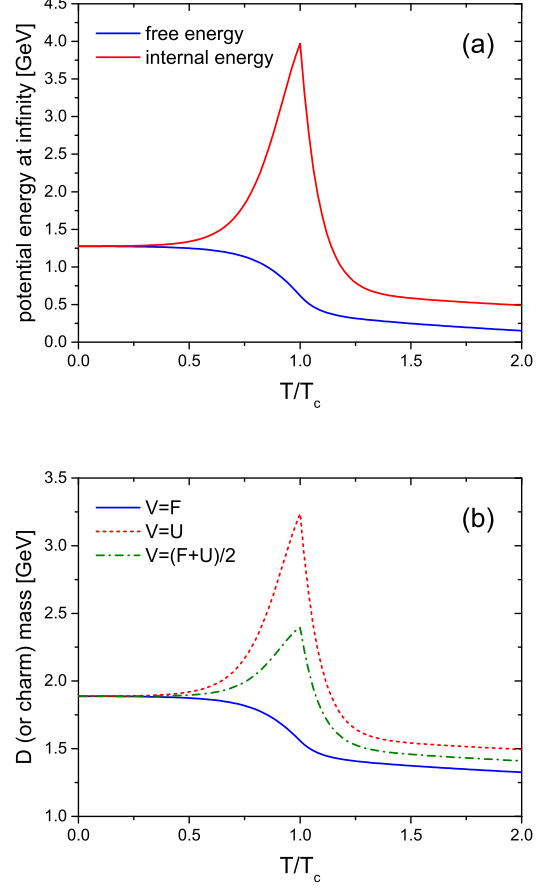 4.5
4.0
3.5
3.0
2.5
2.0
1.5
1.0
0.5
0.0
potential energy at infinity [GeV]
free energy
internal energy
(a)
0.0 0.5 1.0 1.5 2.0
T/Tc
3.5
3.0
2.5
2.0
1.5
1.0
D (or charm) mass [GeV]
V=F
V=U
V=(F+U)/2
(b)
0.0 0.5 1.0 1.5 2.0
T/Tc